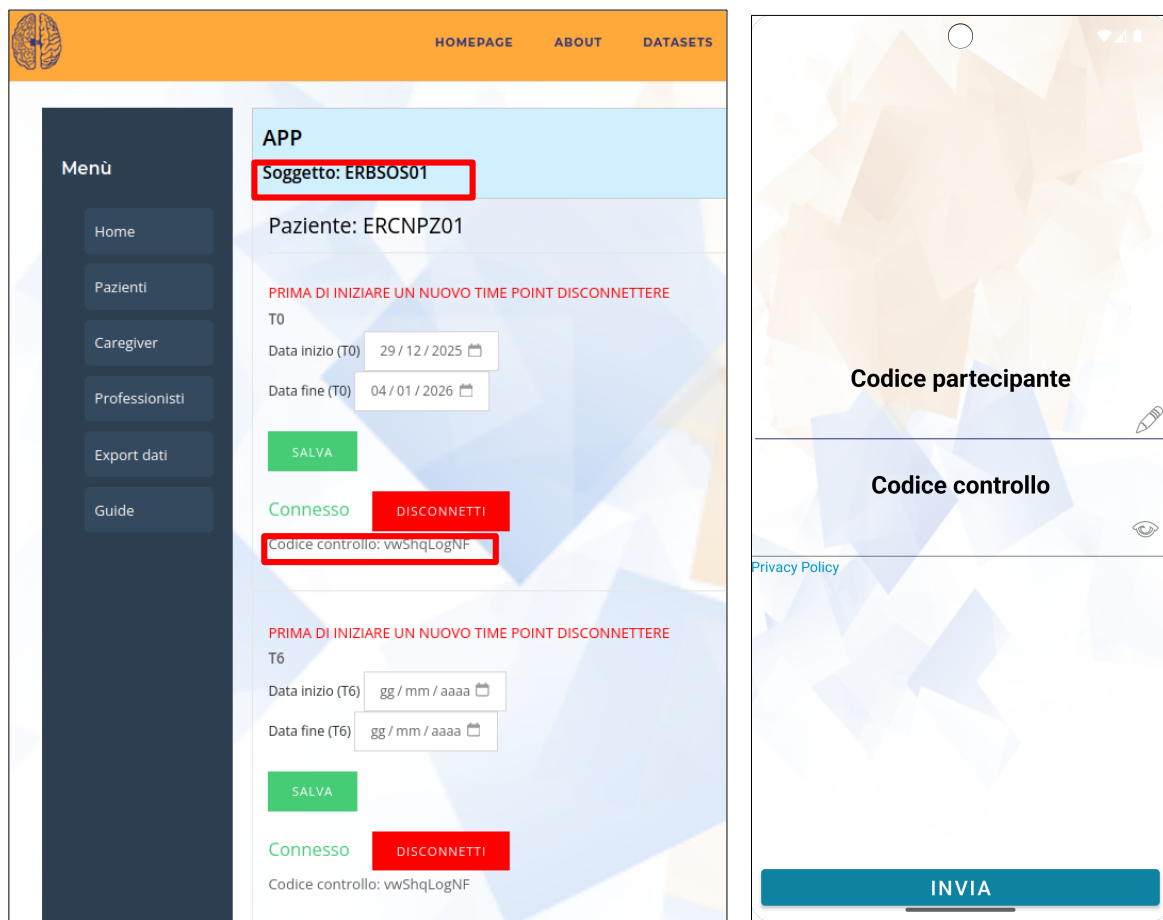 HOMEPAGE ABOUT DATASETS
Menù
Home
Pazienti
Caregiver
Professionisti
Export dati
Guide
APP
Soggetto: ERBSOS01
Paziente: ERCNPZ01
PRIMA DI INIZIARE UN NUOVO TIME POINT DISCONNETTERE
T0
Data inizio (T0) 29 / 12 / 2025
Data fine (T0) 04 / 01 / 2026
SALVA
Connesso DISCONNETTI
Codice controllo: vwShqLogNF
PRIMA DI INIZIARE UN NUOVO TIME POINT DISCONNETTERE
T6
Data inizio (T6) gg / mm / aaaa
Data fine (T6) gg / mm / aaaa
SALVA
Connesso DISCONNETTI
Codice controllo: vwShqLogNF
Codice partecipante
Codice controllo
Privacy Policy
INVIA